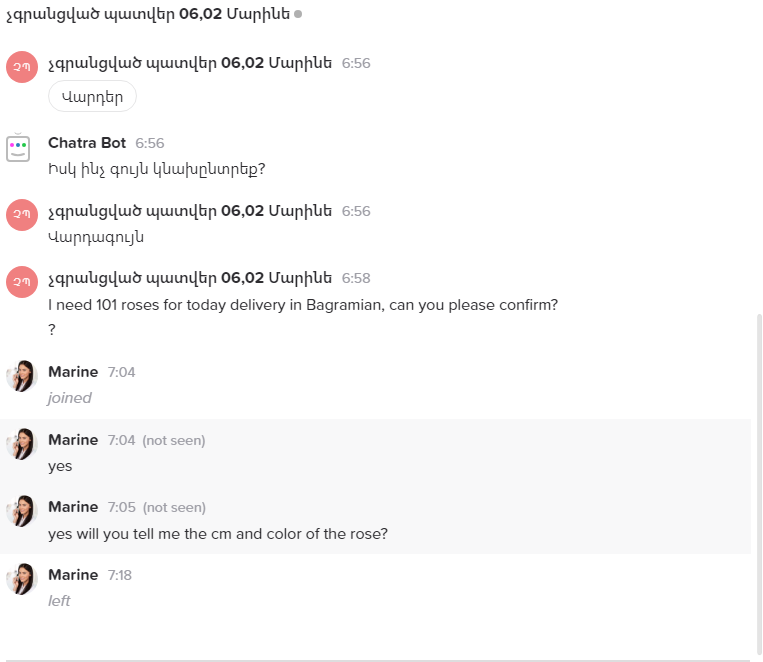 չգրանցված պատվեր 06,02 Մարինե
ՉՊ
չգրանցված պատվեր 06,02 Մարինե 6:56
Վարդեր
Chatra Bot 6:56
Իսկ ինչ գույն կնախընտրեք?
ՉՊ
չգրանցված պատվեր 06,02 Մարինե 6:56
Վարդագույն
ՉՊ
չգրանցված պատվեր 06,02 Մարինե 6:58
I need 101 roses for today delivery in Bagramian, can you please confirm?
?
Marine 7:04
joined
Marine 7:04 (not seen)
yes
Marine 7:05 (not seen)
yes will you tell me the cm and color of the rose?
Marine 7:18
left